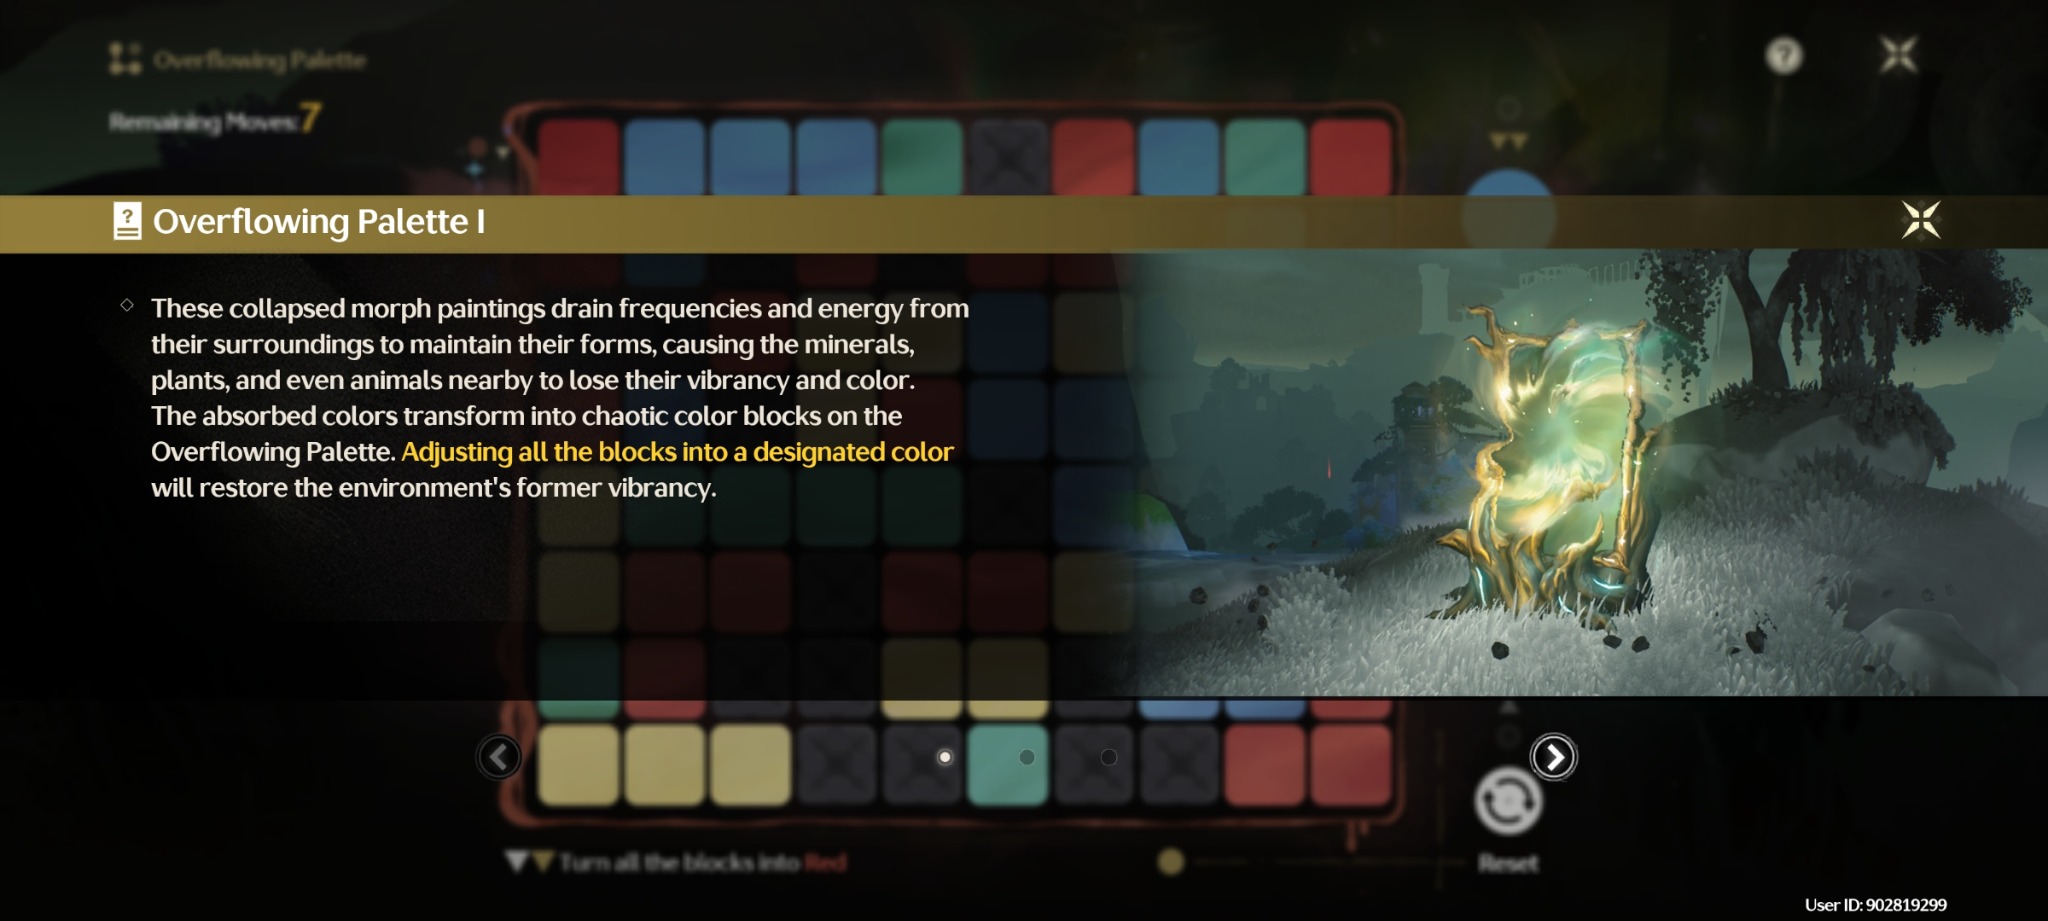 Overflowing Palette
Remaining Moves: 7
Overflowing Palette I
These collapsed morph paintings drain frequencies and energy from
their surroundings to maintain their forms, causing the minerals,
plants, and even animals nearby to lose their vibrancy and color.
The absorbed colors transform into chaotic color blocks on the
Overflowing Palette. Adjusting all the blocks into a designated color
will restore the environment's former vibrancy.
Turn all the blocks into Red
Reset
User ID: 902819299